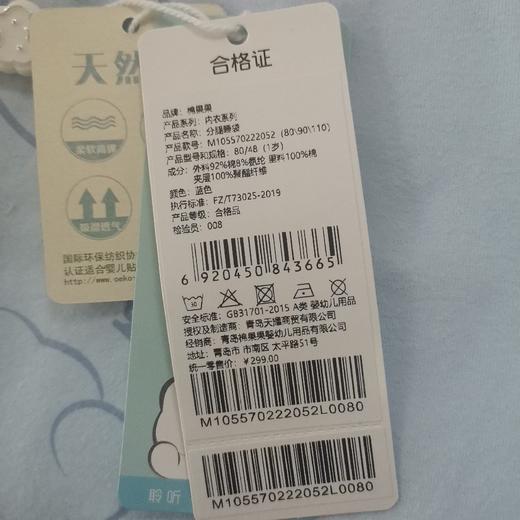 天然
柔软亲肤
吸湿透气
国际环保纺织协
认证适合婴儿贴
http://www.oeko-
合格证
品牌：棉果果
产品系列：内衣系列
产品名称：分腿睡袋
产品款号：M105570222052 (80\90\110)
产品型号和规格：80/48 (1岁)
成分：外料92%棉8%氨纶 里料100%棉
夹层100%聚酯纤维
颜色：蓝色
执行标准：FZ/T73025-2019
产品等级：合格品
检验员：008
6 920450 843665
30
安全标准：GB31701-2015 A类 婴幼儿用品
授权及制造商：青岛天耀商贸有限公司
经销商：青岛棉果果婴幼儿用品有限公司
地址：青岛市 市南区 太平路51号
统一零售价：￥299.00
M105570222052L0080
M105570222052L0080
聆听